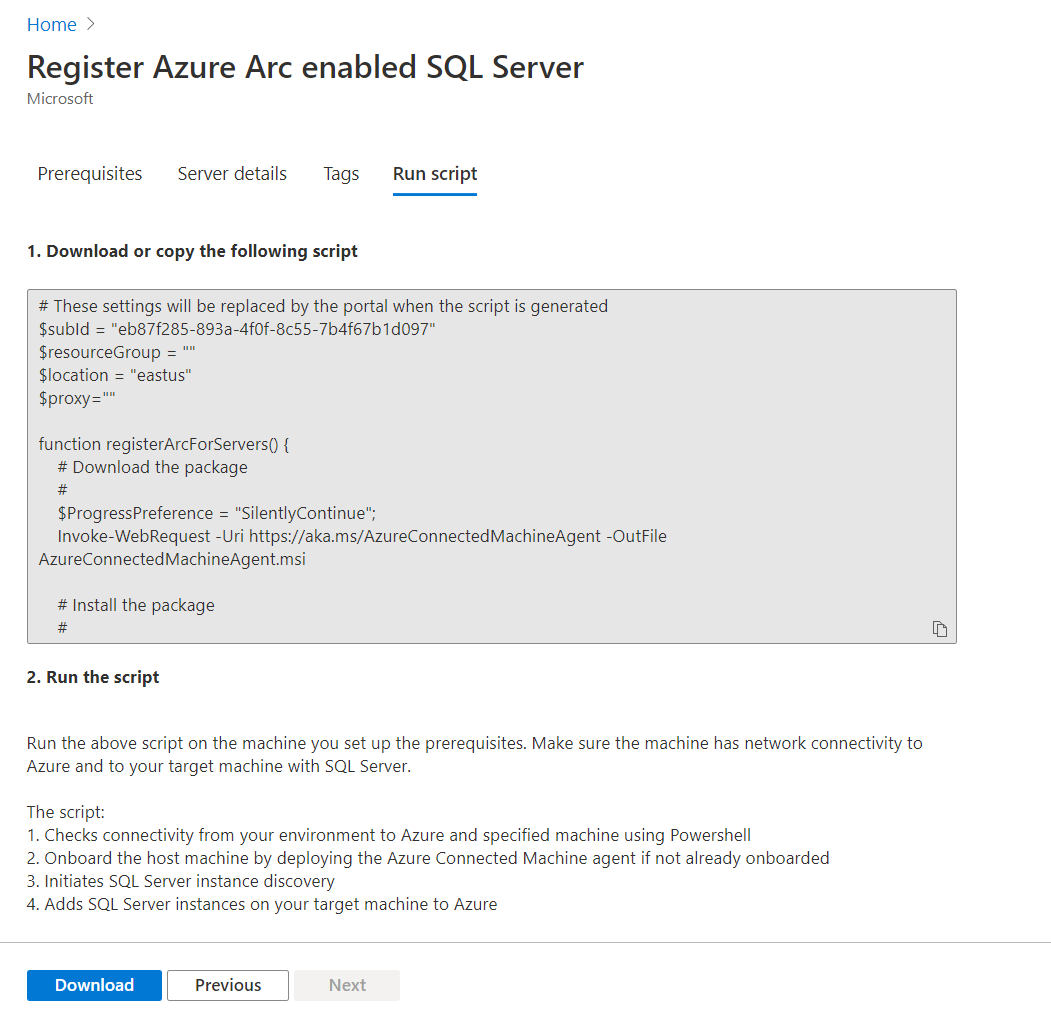 Home
Register Azure Arc enabled SQL Server
Microsoft
Prerequisites Server details Tags Run script
1. Download or copy the following script
# These settings will be replaced by the portal when the script is generated
$subId = "eb87f285-893a-4f0f-8c55-7b4f67b1d097"
$resourceGroup = ""
$location = "eastus"
$proxy=""
function registerArcForServers() {
# Download the package
#
$ProgressPreference = "SilentlyContinue";
Invoke-WebRequest -Uri https://aka.ms/AzureConnectedMachineAgent -OutFile
AzureConnectedMachineAgent.msi
# Install the package
#
2. Run the script
Run the above script on the machine you set up the prerequisites. Make sure the machine has network connectivity to
Azure and to your target machine with SQL Server.
The script:
1. Checks connectivity from your environment to Azure and specified machine using Powershell
2. Onboard the host machine by deploying the Azure Connected Machine agent if not already onboarded
3. Initiates SQL Server instance discovery
4. Adds SQL Server instances on your target machine to Azure
Download Previous Next